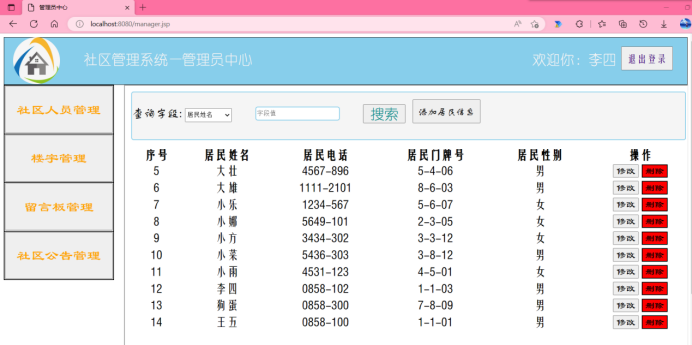 管理员中心
localhost:8080/manager.jsp
社区管理系统—管理员中心
欢迎你: 李四 退出登录
社区人员管理
楼宇管理
留言板管理
社区公告管理
查询字段: 居民姓名 字段值 搜索 添加居民信息
序号 居民姓名 居民电话 居民门牌号 居民性别 操作
5 大壮 4567-896 5-4-06 男 修改 删除
6 大雄 1111-2101 8-6-03 男 修改 删除
7 小乐 1234-567 5-6-07 女 修改 删除
8 小娜 5649-101 2-3-05 女 修改 删除
9 小方 3434-302 3-3-12 女 修改 删除
10 小茉 5436-303 3-8-12 男 修改 删除
11 小雨 4531-123 4-5-01 女 修改 删除
12 李四 0858-102 1-1-03 男 修改 删除
13 狗蛋 0858-300 7-8-09 男 修改 删除
14 王五 0858-100 1-1-01 男 修改 删除